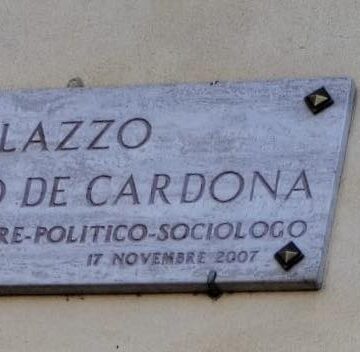 LAZZO
O DE CARDONA
RE-POLITICO-SOCIOLOGO
17 NOVEMBRE 2007